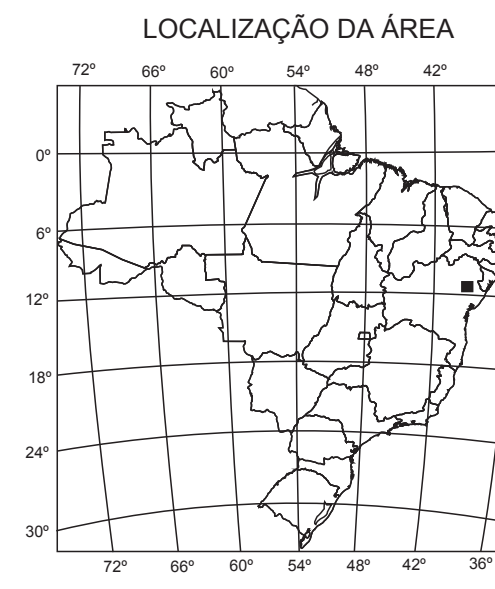 LOCALIZAÇÃO DA ÁREA
72º 66º 60º 54º 48º 42º
0º
6º
12º
18º
24º
30º
72º 66º 60º 54º 48º 42º 36º